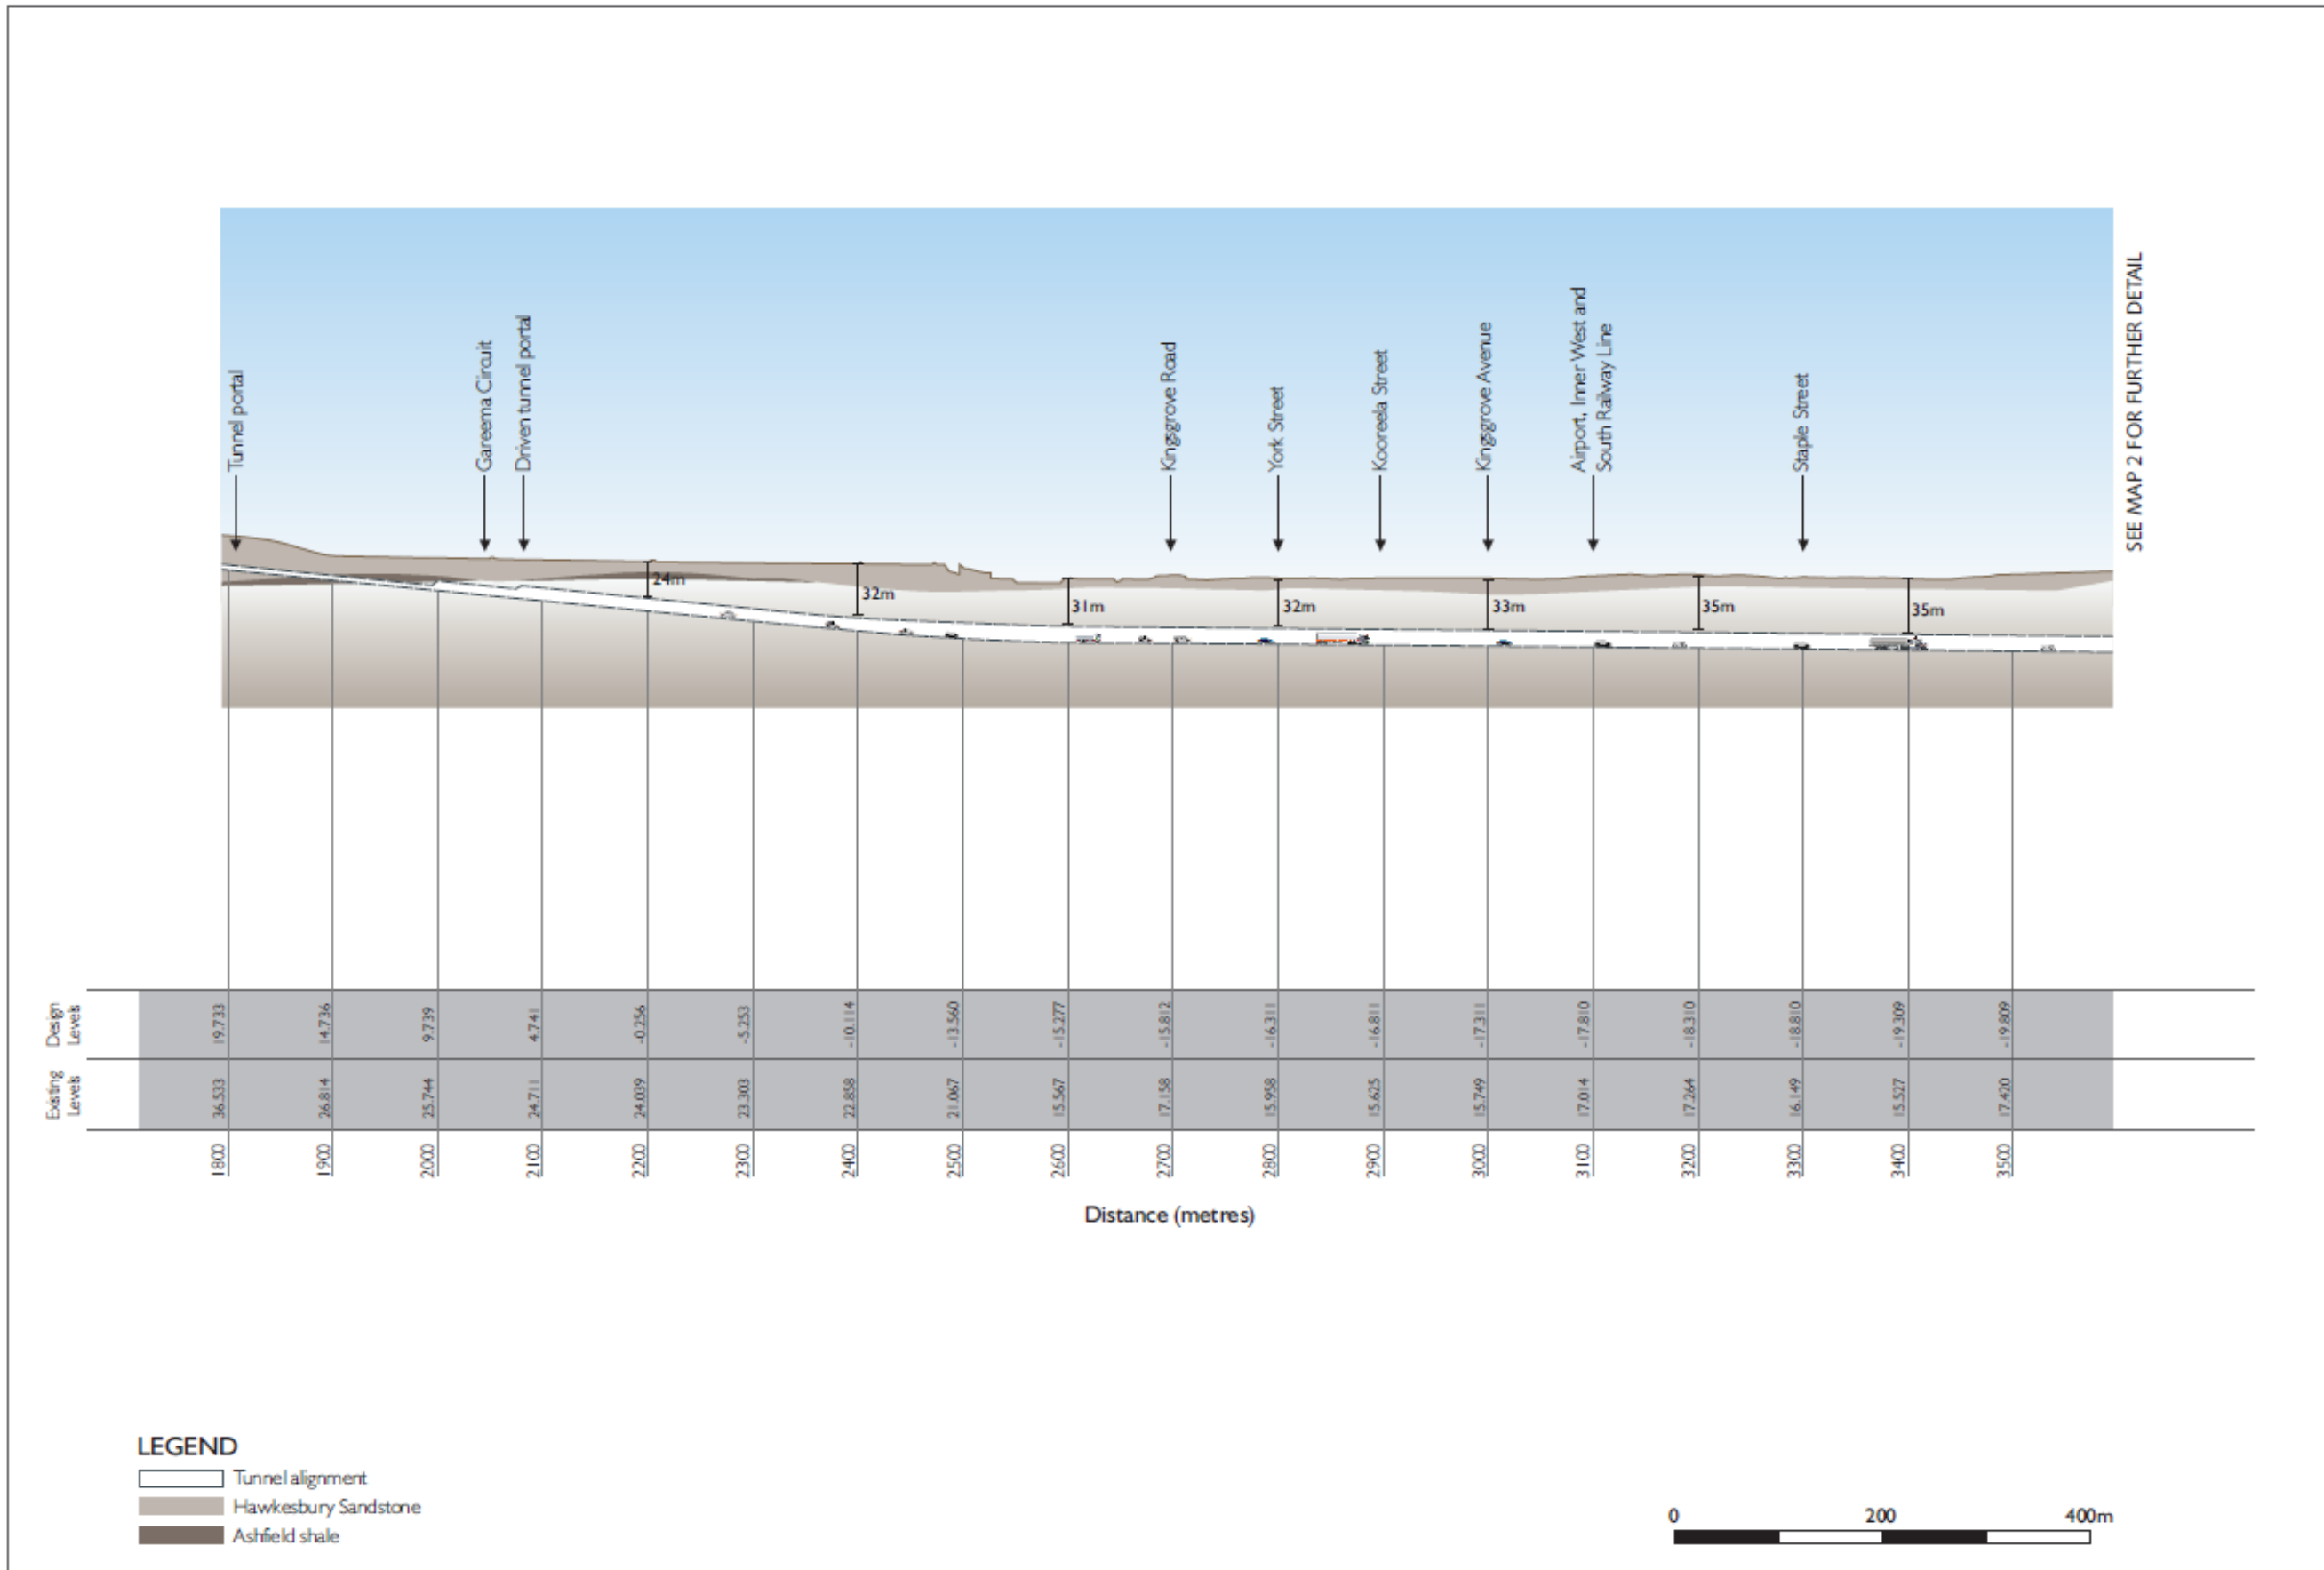 SEE MAP 2 FOR FURTHER DETAIL
Tunnel portal
Gareema Circuit
Driven tunnel portal
Kingsgrove Road
York Street
Kooreela Street
Kingsgrove Avenue
Airport, Inner West and
South Railway Line
Staple Street
24m
32m
31m
32m
33m
35m
35m
Design
Levels
19.733 14.736 9.739 4.741 -0.256 -5.253 -10.114 -13.560 -15.277 -15.812 -16.311 -16.811 -17.311 -17.810 -18.310 -18.810 -19.309 -19.809
Existing
Levels
36.533 26.814 25.744 24.711 24.039 23.303 22.858 21.067 15.567 17.158 15.958 15.625 15.749 17.014 17.264 16.149 15.527 17.420
1800 1900 2000 2100 2200 2300 2400 2500 2600 2700 2800 2900 3000 3100 3200 3300 3400 3500
Distance (metres)
LEGEND
Tunnel alignment
Hawkesbury Sandstone
Ashfield shale
0 200 400m